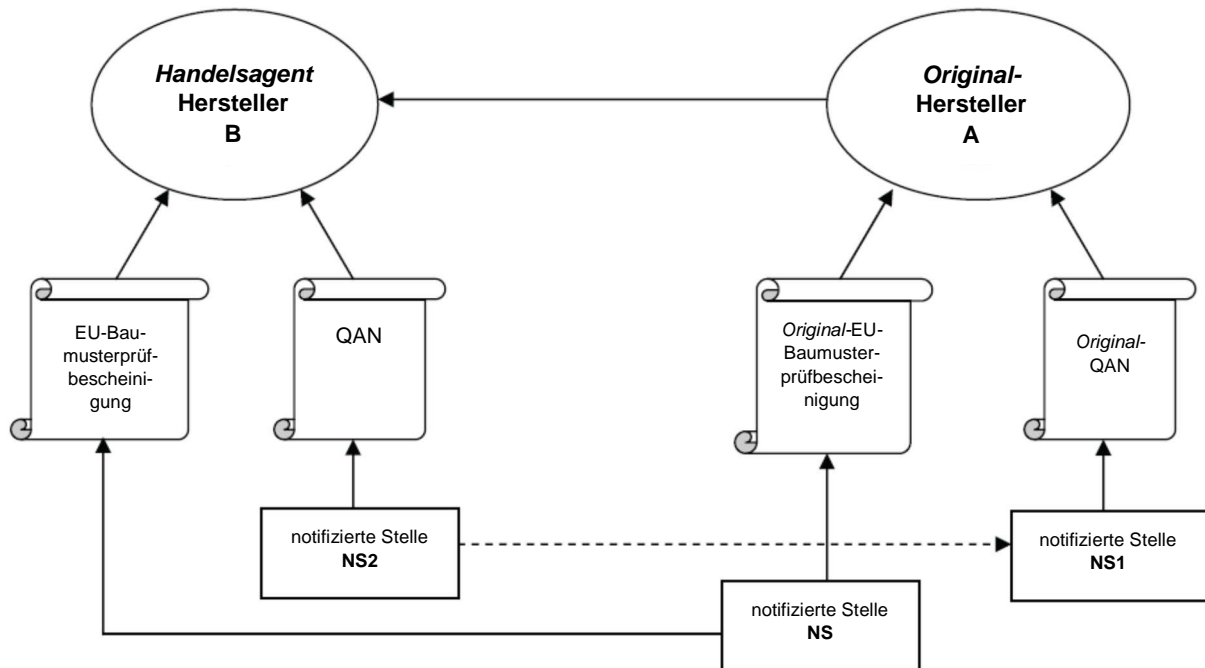 Handelsagent
Hersteller
B
Original-
Hersteller
A
EU-Bau-
musterprüf-
bescheini-
gung
QAN
Original-EU-
Baumuster-
prüfbeschei-
nigung
Original-
QAN
notifizierte Stelle
NS2
notifizierte Stelle
NS1
notifizierte Stelle
NS